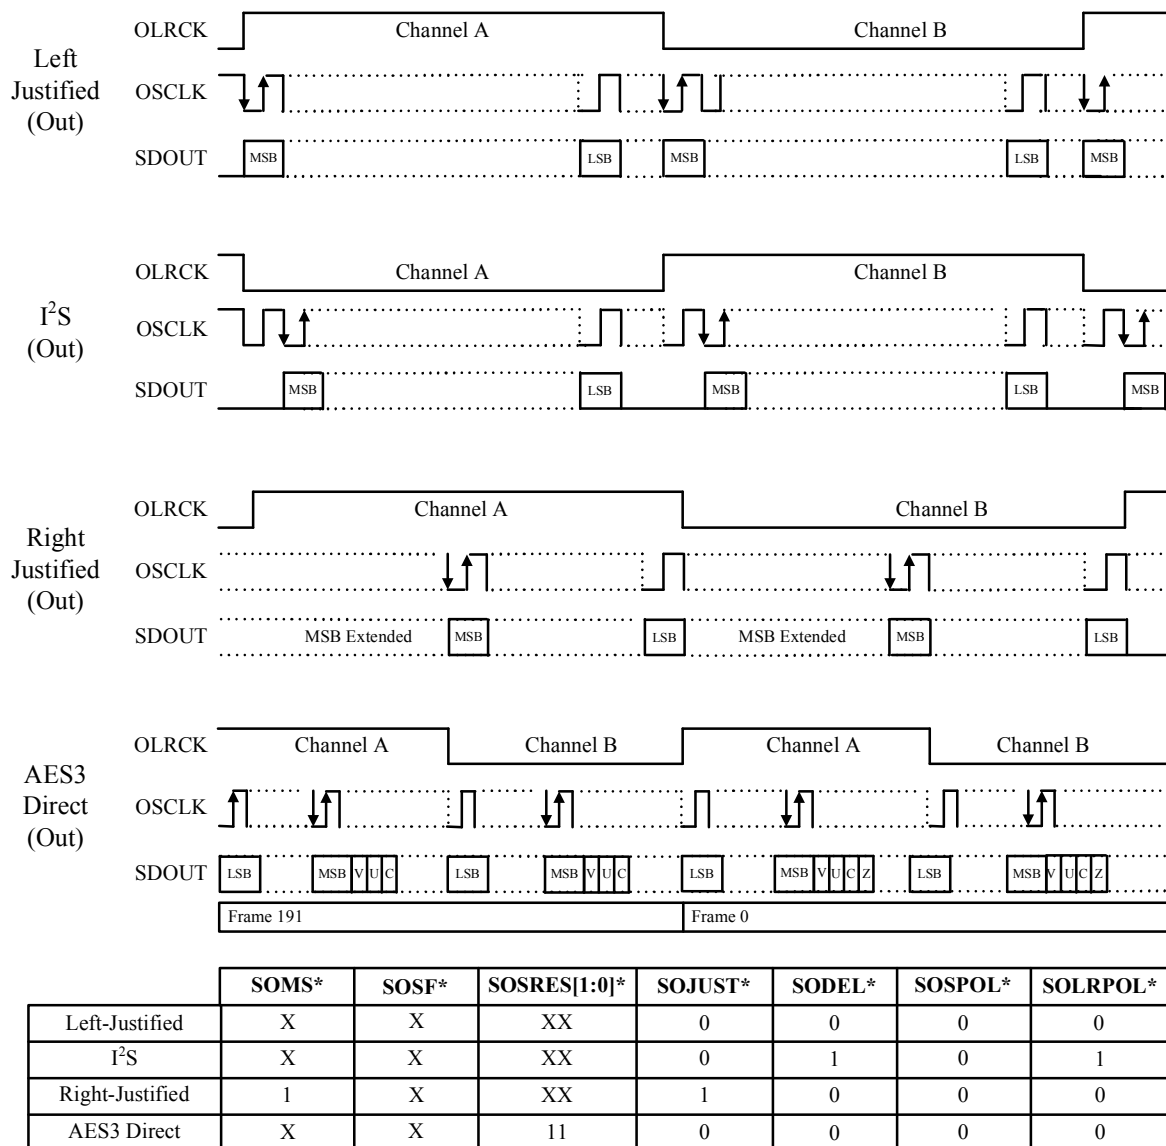 Left
Justified
(Out)
OLRCK Channel A Channel B
OSCLK
SDOUT MSB LSB MSB LSB MSB
I²S
(Out)
OLRCK Channel A Channel B
OSCLK
SDOUT MSB LSB MSB LSB MSB
Right
Justified
(Out)
OLRCK Channel A Channel B
OSCLK
SDOUT MSB Extended MSB LSB MSB Extended MSB LSB
AES3
Direct
(Out)
OLRCK Channel A Channel B Channel A Channel B
OSCLK
SDOUT LSB MSB V U C LSB MSB V U C LSB MSB V U C Z LSB MSB V U C Z
Frame 191 Frame 0
SOMS* SOSF* SOSRES[1:0]* SOJUST* SODEL* SOSPOL* SOLRPOL*
Left-Justified X X XX 0 0 0 0
I²S X X XX 0 1 0 1
Right-Justified 1 X XX 1 0 0 0
AES3 Direct X X 11 0 0 0 0